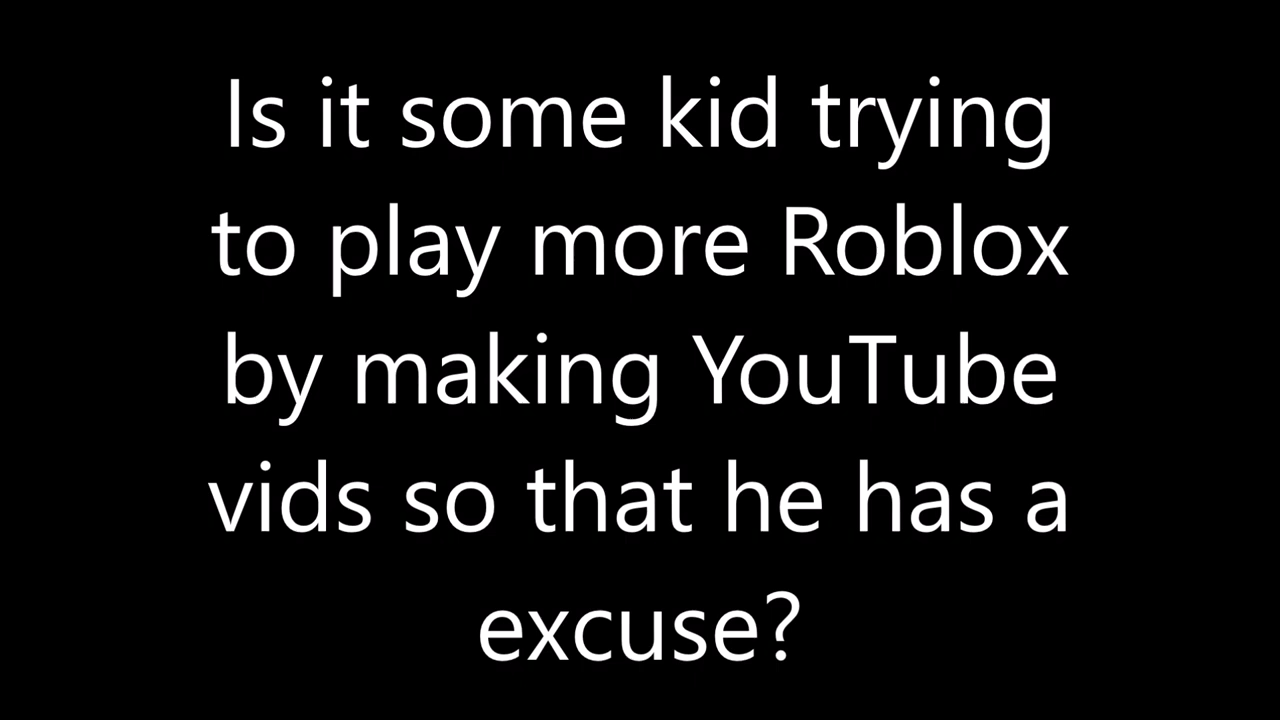 Is it some kid trying
to play more Roblox
by making YouTube
vids so that he has a
excuse?